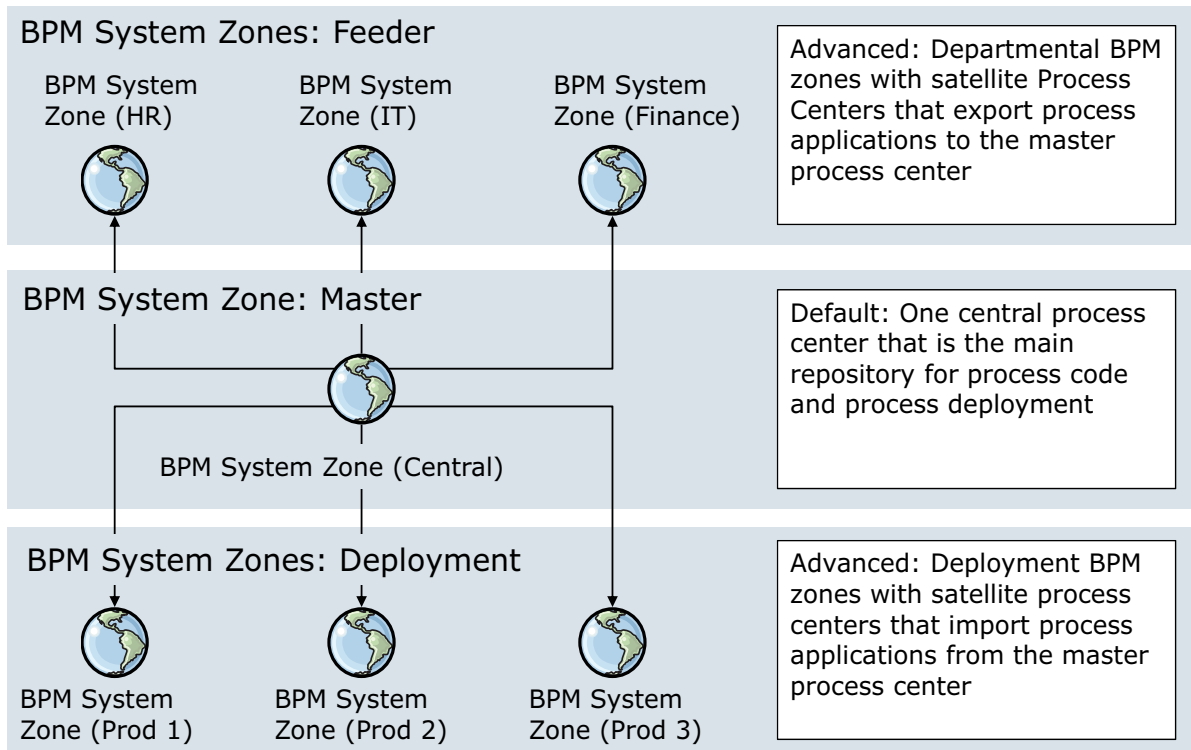 BPM System Zones: Feeder
BPM System
Zone (HR)
BPM System
Zone (IT)
BPM System
Zone (Finance)
Advanced: Departmental BPM
zones with satellite Process
Centers that export process
applications to the master
process center
BPM System Zone: Master
BPM System Zone (Central)
Default: One central process
center that is the main
repository for process code
and process deployment
BPM System Zones: Deployment
BPM System
Zone (Prod 1)
BPM System
Zone (Prod 2)
BPM System
Zone (Prod 3)
Advanced: Deployment BPM
zones with satellite process
centers that import process
applications from the master
process center